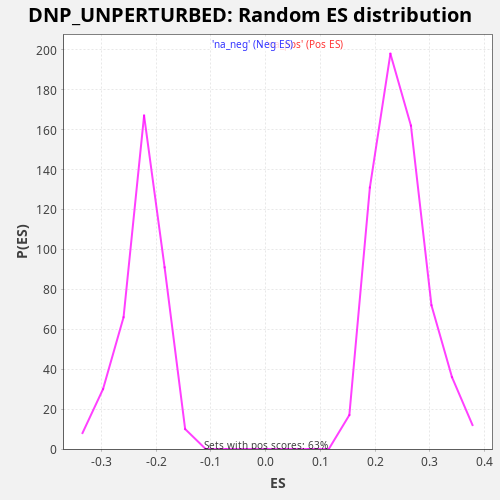 DNP_UNPERTURBED: Random ES distribution
'na_neg' (Neg ES)
(Pos ES)
200
180
160
140
120
100
80
60
40
20
0
P(ES)
Sets with pos scores: 63%
-0.3 -0.2 -0.1 0.0 0.1 0.2 0.3 0.4
ES